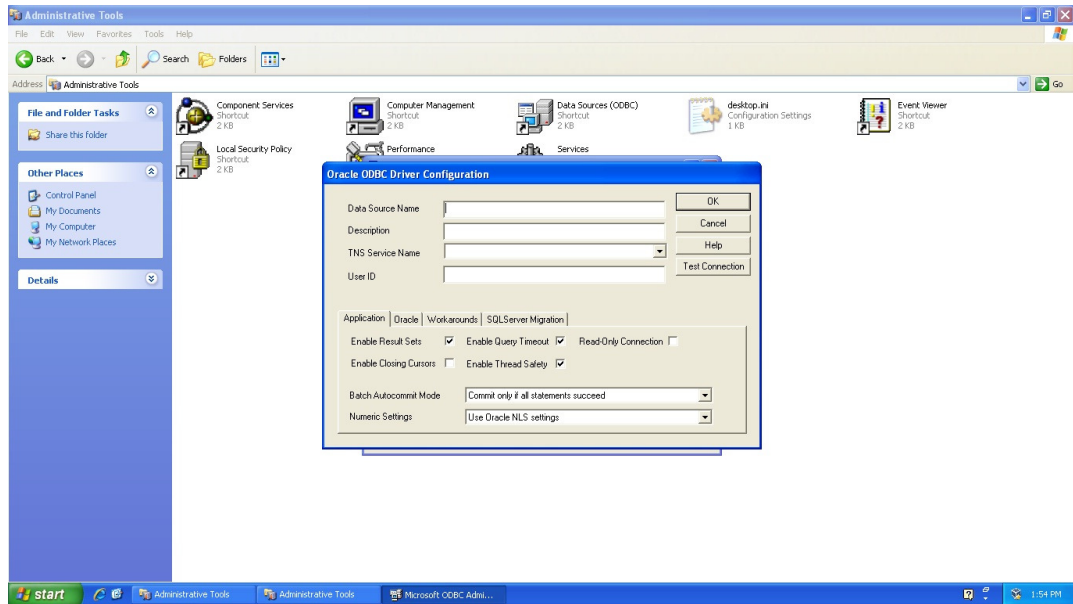 Administrative Tools
File Edit View Favorites Tools Help
Back Search Folders
Address Administrative Tools Go
File and Folder Tasks
Share this folder
Other Places
Control Panel
My Documents
My Computer
My Network Places
Details
Component Services
Shortcut
2 KB
Computer Management
Shortcut
2 KB
Data Sources (ODBC)
Shortcut
2 KB
desktop.ini
Configuration Settings
1 KB
Event Viewer
Shortcut
2 KB
Local Security Policy
Shortcut
2 KB
Performance
Services
Oracle ODBC Driver Configuration
Data Source Name
Description
TNS Service Name
User ID
OK
Cancel
Help
Test Connection
Application Oracle Workarounds SQLServer Migration
Enable Result Sets Enable Query Timeout Read-Only Connection
Enable Closing Cursors Enable Thread Safety
Batch Autocommit Mode Commit only if all statements succeed
Numeric Settings Use Oracle NLS settings
start Administrative Tools Administrative Tools Microsoft ODBC Admi... 1:54 PM